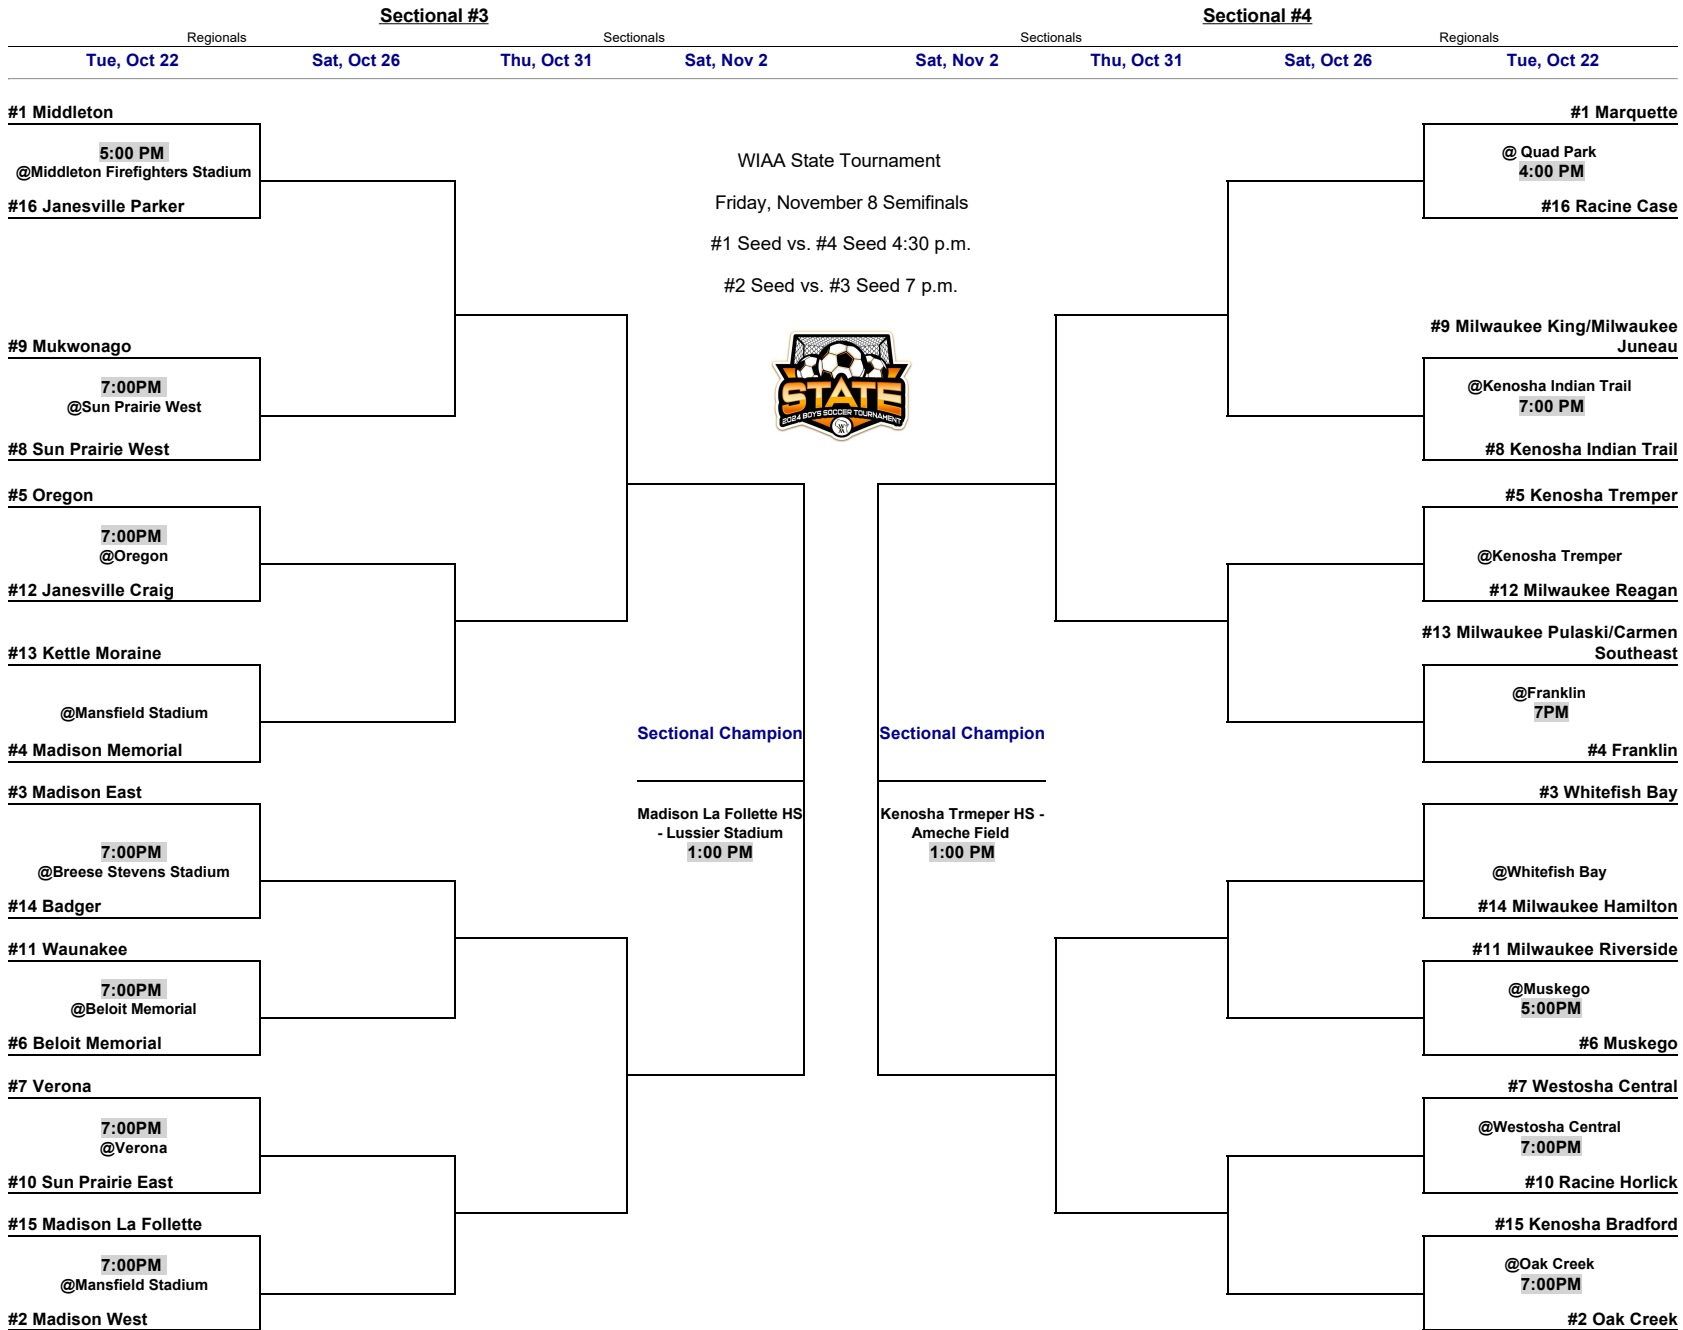 Sectional #3
Sectional #4
Regionals
Sectionals
Sectionals
Regionals
Tue, Oct 22
Sat, Oct 26
Thu, Oct 31
Sat, Nov 2
Sat, Nov 2
Thu, Oct 31
Sat, Oct 26
Tue, Oct 22
#1 Middleton
5:00 PM
@Middleton Firefighters Stadium
#16 Janesville Parker
#9 Mukwonago
7:00PM
@Sun Prairie West
#8 Sun Prairie West
#5 Oregon
7:00PM
@Oregon
#12 Janesville Craig
#13 Kettle Moraine
@Mansfield Stadium
#4 Madison Memorial
#3 Madison East
7:00PM
@Breese Stevens Stadium
#14 Badger
#11 Waunakee
7:00PM
@Beloit Memorial
#6 Beloit Memorial
#7 Verona
7:00PM
@Verona
#10 Sun Prairie East
#15 Madison La Follette
7:00PM
@Mansfield Stadium
#2 Madison West
WIAA State Tournament
Friday, November 8 Semifinals
#1 Seed vs. #4 Seed 4:30 p.m.
#2 Seed vs. #3 Seed 7 p.m.
STATE
2024 BOYS SOCCER TOURNAMENT
Sectional Champion
Madison La Follette HS
- Lussier Stadium
1:00 PM
Sectional Champion
Kenosha Trmeper HS -
Ameche Field
1:00 PM
#1 Marquette
@ Quad Park
4:00 PM
#16 Racine Case
#9 Milwaukee King/Milwaukee
Juneau
@Kenosha Indian Trail
7:00 PM
#8 Kenosha Indian Trail
#5 Kenosha Tremper
@Kenosha Tremper
#12 Milwaukee Reagan
#13 Milwaukee Pulaski/Carmen
Southeast
@Franklin
7PM
#4 Franklin
#3 Whitefish Bay
@Whitefish Bay
#14 Milwaukee Hamilton
#11 Milwaukee Riverside
@Muskego
5:00PM
#6 Muskego
#7 Westosha Central
@Westosha Central
7:00PM
#10 Racine Horlick
#15 Kenosha Bradford
@Oak Creek
7:00PM
#2 Oak Creek